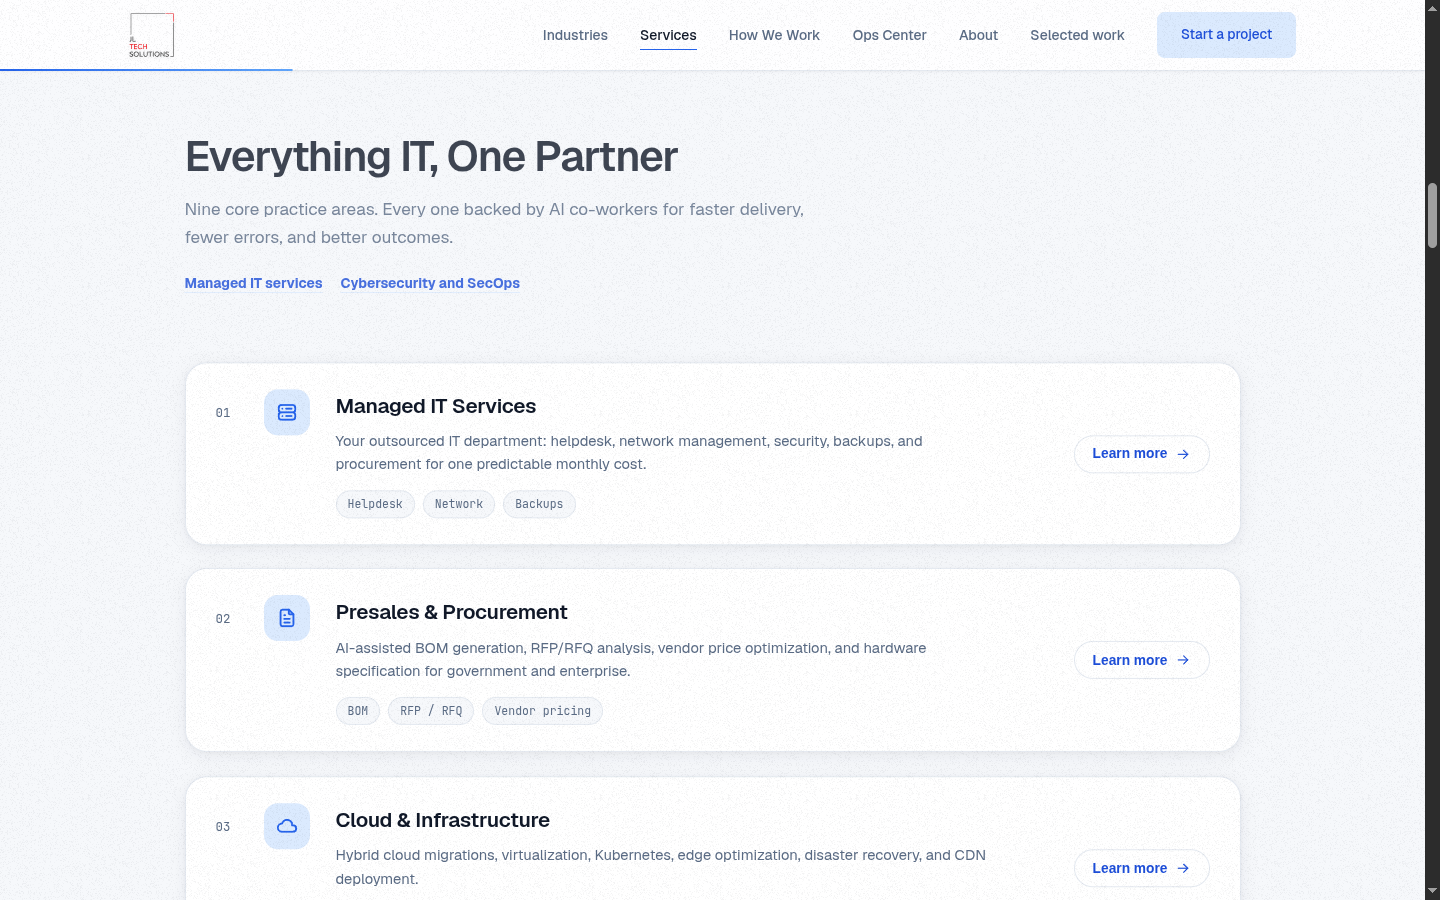 JL
TECH
SOLUTIONS
Industries Services How We Work Ops Center About Selected work Start a project
Everything IT, One Partner
Nine core practice areas. Every one backed by AI co-workers for faster delivery,
fewer errors, and better outcomes.
Managed IT services Cybersecurity and SecOps
01
Managed IT Services
Your outsourced IT department: helpdesk, network management, security, backups, and
procurement for one predictable monthly cost.
Helpdesk Network Backups
Learn more →
02
Presales & Procurement
AI-assisted BOM generation, RFP/RFQ analysis, vendor price optimization, and hardware
specification for government and enterprise.
BOM RFP / RFQ Vendor pricing
Learn more →
03
Cloud & Infrastructure
Hybrid cloud migrations, virtualization, Kubernetes, edge optimization, disaster recovery, and CDN
deployment.
Learn more →